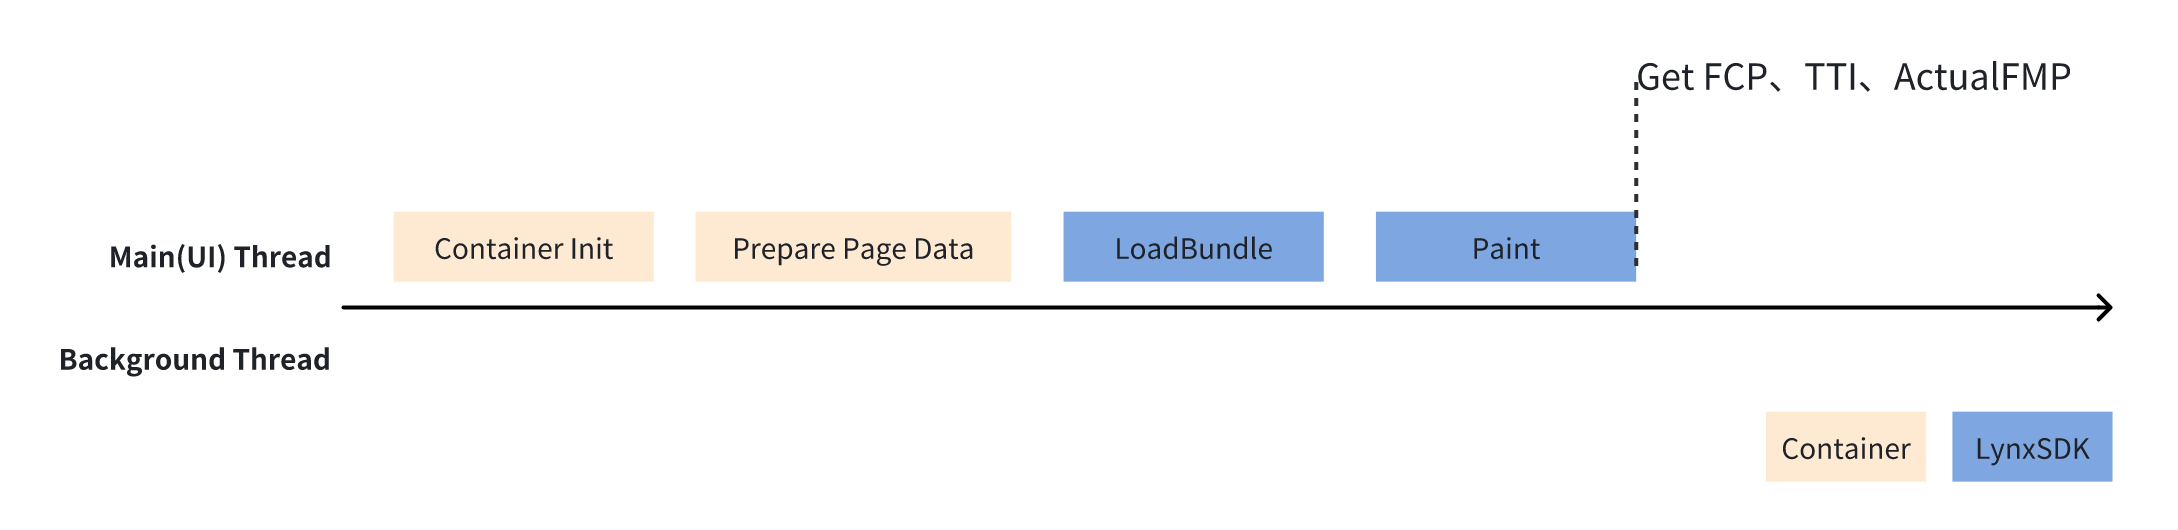 Get FCP、TTI、ActualFMP
Main(UI) Thread
Container Init
Prepare Page Data
LoadBundle
Paint
Background Thread
Container
LynxSDK